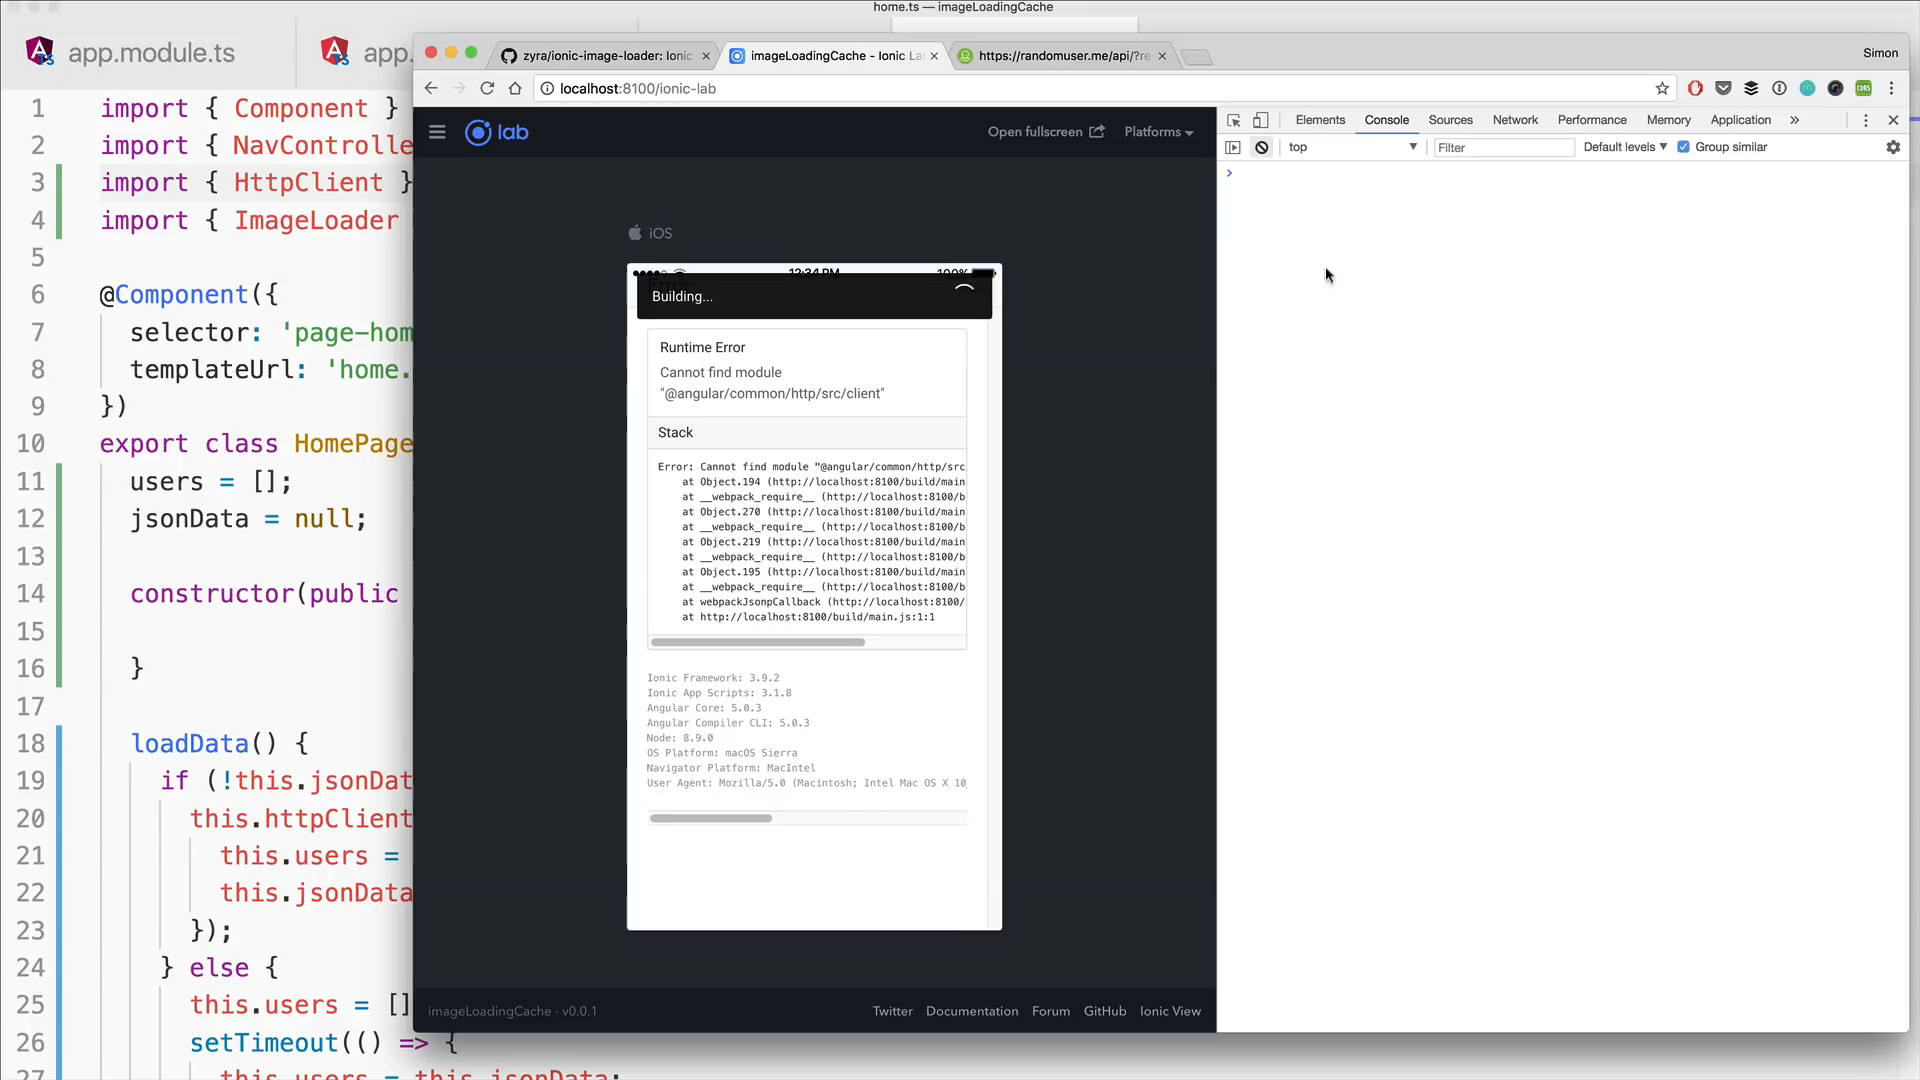 home.ts — imageLoadingCache
app.module.ts
app.
1 import { Component }
2 import { NavControlle
3 import { HttpClient }
4 import { ImageLoader
5
6 @Component({
7 selector: 'page-hom
8 templateUrl: 'home.
9 })
10 export class HomePage
11 users = [];
12 jsonData = null;
13
14 constructor(public
15
16 }
17
18 loadData() {
19 if (!this.jsonDat
20 this.httpClient
21 this.users =
22 this.jsonData
23 });
24 } else {
25 this.users = []
26 setTimeout(() => {
27 this.users = this.jsonData;
zyra/ionic-image-loader: Ionic
imageLoadingCache - Ionic La
https://randomuser.me/api/?re
Simon
localhost:8100/ionic-lab
CORS
lab
Open fullscreen
Platforms
iOS
12:34 PM
100%
Error
Building...
Runtime Error
Cannot find module
"@angular/common/http/src/client"
Stack
Error: Cannot find module "@angular/common/http/src
at Object.194 (http://localhost:8100/build/main
at __webpack_require__ (http://localhost:8100/b
at Object.270 (http://localhost:8100/build/main
at __webpack_require__ (http://localhost:8100/b
at Object.219 (http://localhost:8100/build/main
at __webpack_require__ (http://localhost:8100/b
at Object.195 (http://localhost:8100/build/main
at __webpack_require__ (http://localhost:8100/b
at webpackJsonpCallback (http://localhost:8100/
at http://localhost:8100/build/main.js:1:1
Ionic Framework: 3.9.2
Ionic App Scripts: 3.1.8
Angular Core: 5.0.3
Angular Compiler CLI: 5.0.3
Node: 8.9.0
OS Platform: macOS Sierra
Navigator Platform: MacIntel
User Agent: Mozilla/5.0 (Macintosh; Intel Mac OS X 10_
imageLoadingCache - v0.0.1
Twitter
Documentation
Forum
GitHub
Ionic View
Elements
Console
Sources
Network
Performance
Memory
Application
»
top
Filter
Default levels
Group similar